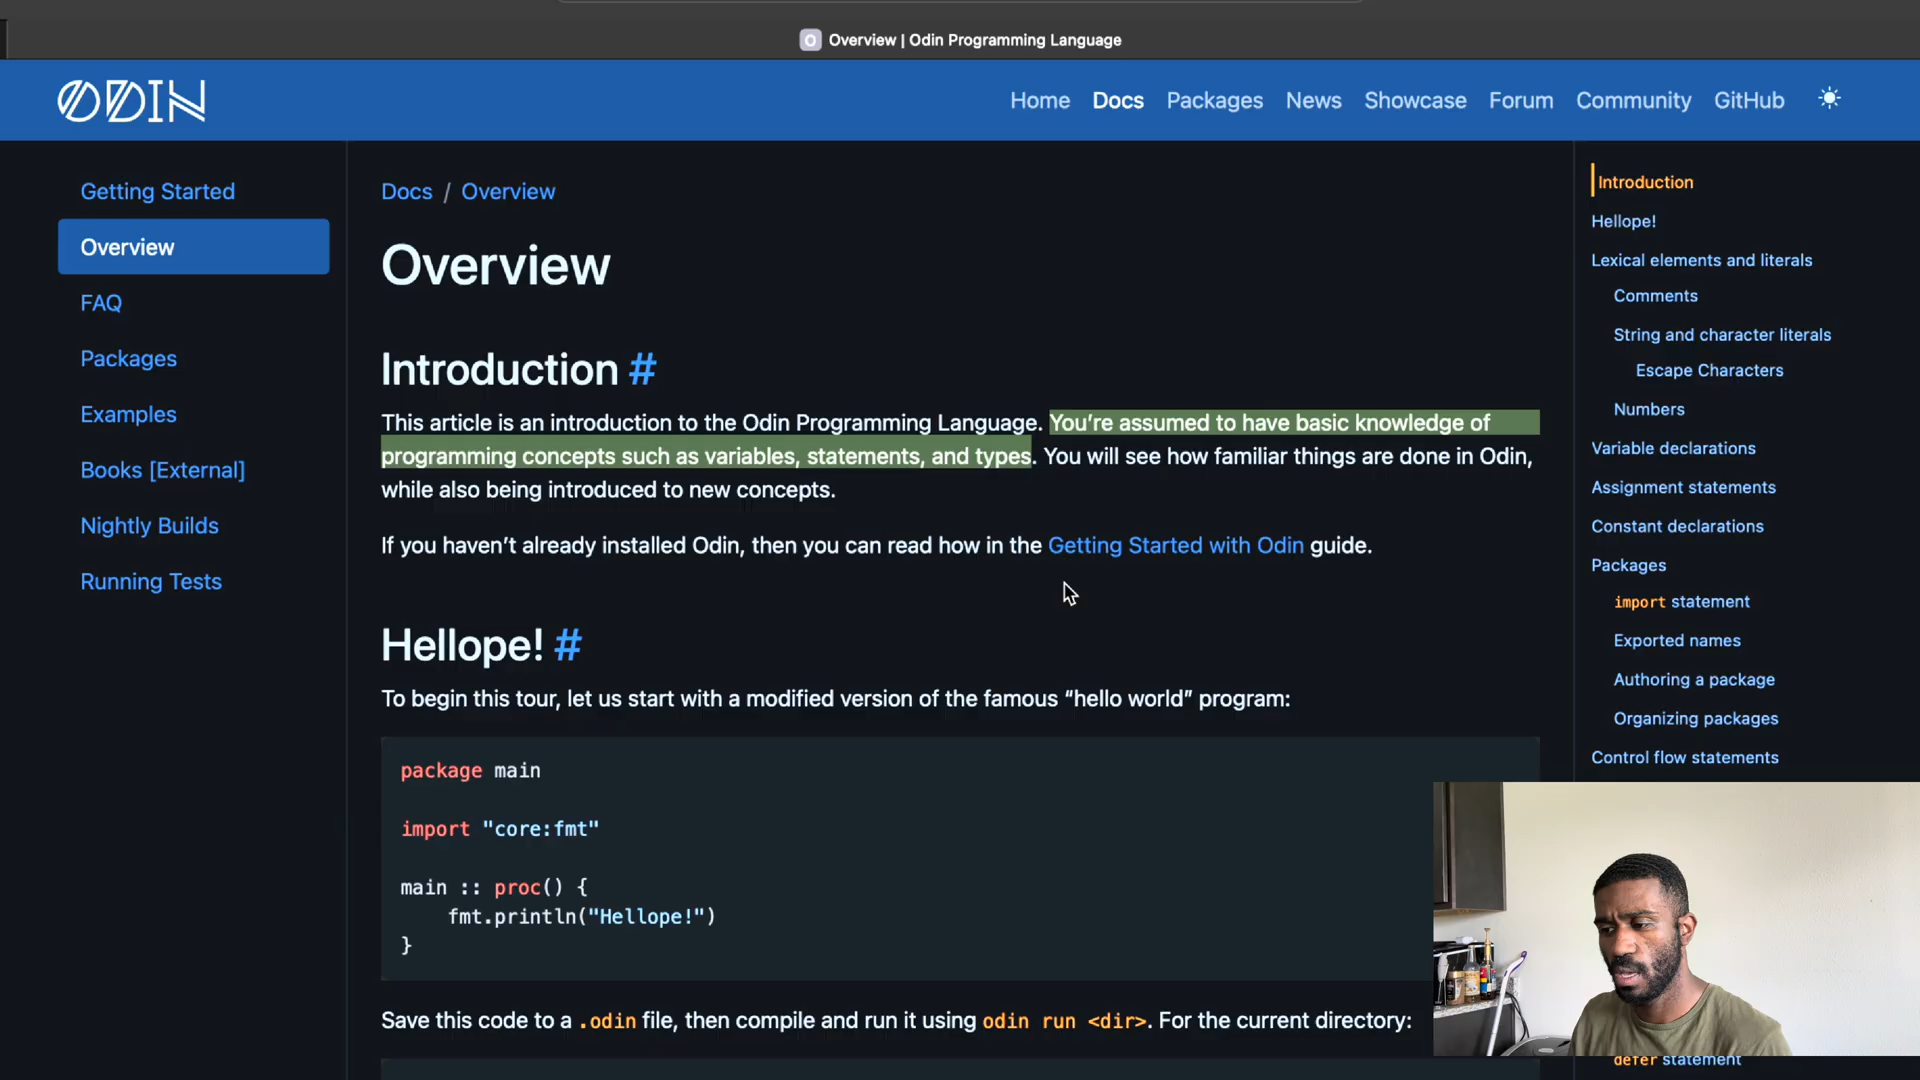 Overview | Odin Programming Language
ODIN
Home Docs Packages News Showcase Forum Community GitHub
Getting Started
Overview
FAQ
Packages
Examples
Books [External]
Nightly Builds
Running Tests
Docs / Overview
Overview
Introduction #
This article is an introduction to the Odin Programming Language. You’re assumed to have basic knowledge of
programming concepts such as variables, statements, and types. You will see how familiar things are done in Odin,
while also being introduced to new concepts.
If you haven’t already installed Odin, then you can read how in the Getting Started with Odin guide.
Hellope! #
To begin this tour, let us start with a modified version of the famous “hello world” program:
package main
import "core:fmt"
main :: proc() {
fmt.println("Hellope!")
}
Save this code to a .odin file, then compile and run it using odin run <dir>. For the current directory:
Introduction
Hellope!
Lexical elements and literals
Comments
String and character literals
Escape Characters
Numbers
Variable declarations
Assignment statements
Constant declarations
Packages
import statement
Exported names
Authoring a package
Organizing packages
Control flow statements
defer statement